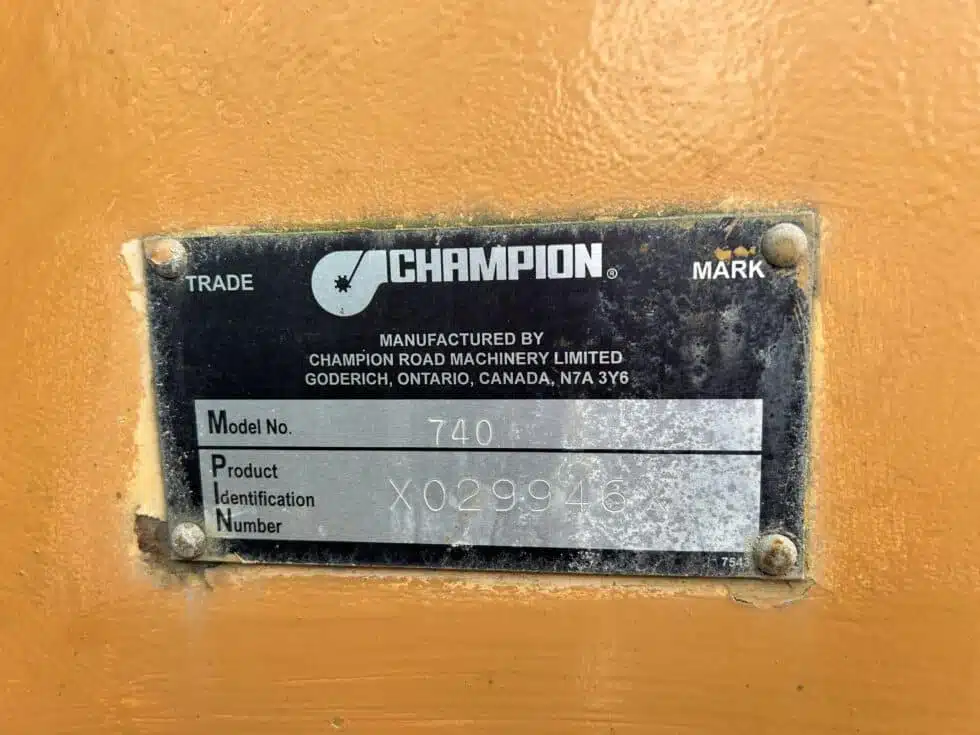 TRADE CHAMPION® MARK
MANUFACTURED BY
CHAMPION ROAD MACHINERY LIMITED
GODERICH, ONTARIO, CANADA, N7A 3Y6
Model No. 740
Product
Identification X029946
Number